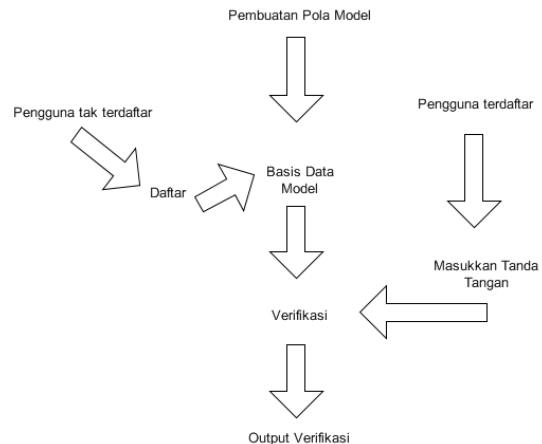 Pembuatan Pola Model
Pengguna tak terdaftar
Pengguna terdaftar
Daftar
Basis Data
Model
Masukkan Tanda
Tangan
Verifikasi
Output Verifikasi